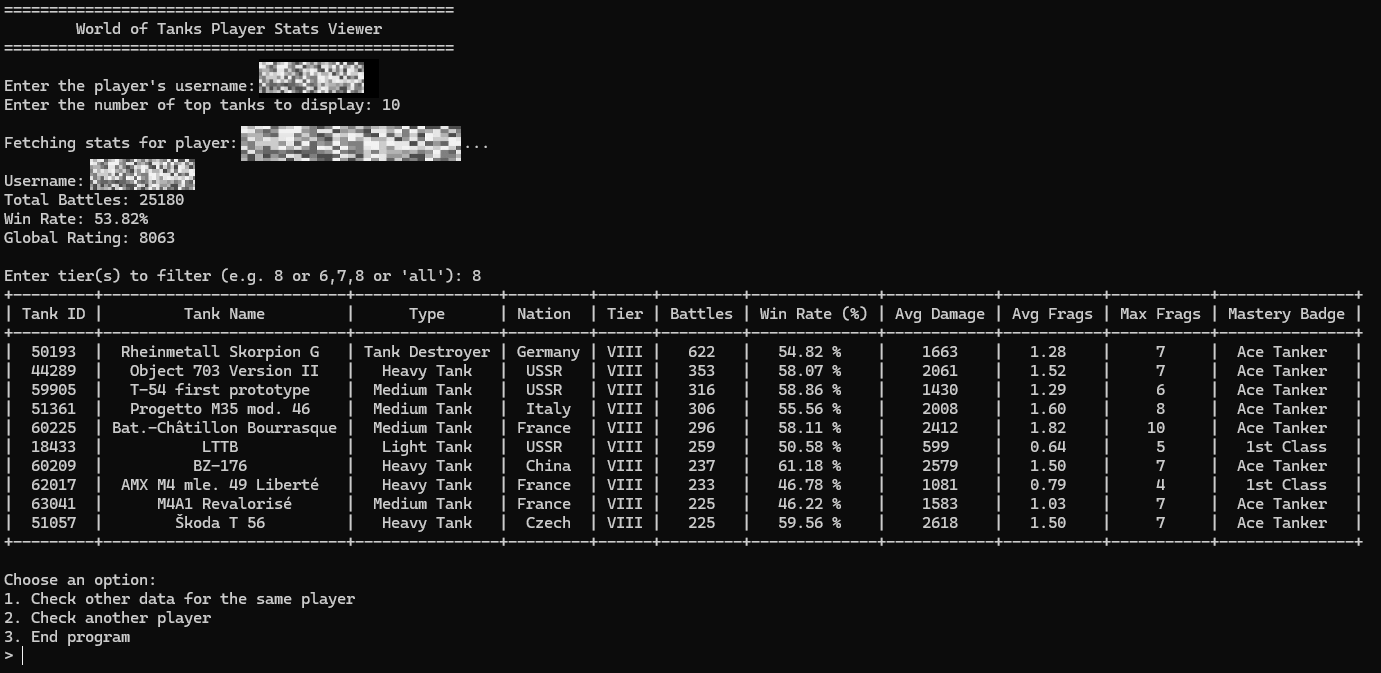 ==================================================
        World of Tanks Player Stats Viewer
==================================================

Enter the player's username:
Enter the number of top tanks to display: 10

Fetching stats for player: ...

Username:
Total Battles: 25180
Win Rate: 53.82%
Global Rating: 8063

Enter tier(s) to filter (e.g. 8 or 6,7,8 or 'all'): 8
+---------+---------------------------+----------------+---------+------+---------+--------------+------------+-----------+-----------+---------------+
| Tank ID | Tank Name | Type | Nation | Tier | Battles | Win Rate (%) | Avg Damage | Avg Frags | Max Frags | Mastery Badge |
+---------+---------------------------+----------------+---------+------+---------+--------------+------------+-----------+-----------+---------------+
| 50193 | Rheinmetall Skorpion G | Tank Destroyer | Germany | VIII | 622 | 54.82 % | 1663 | 1.28 | 7 | Ace Tanker |
| 44289 | Object 703 Version II | Heavy Tank | USSR | VIII | 353 | 58.07 % | 2061 | 1.52 | 7 | Ace Tanker |
| 59905 | T-54 first prototype | Medium Tank | USSR | VIII | 316 | 58.86 % | 1430 | 1.29 | 6 | Ace Tanker |
| 51361 | Progetto M35 mod. 46 | Medium Tank | Italy | VIII | 306 | 55.56 % | 2008 | 1.60 | 8 | Ace Tanker |
| 60225 | Bat.-Châtillon Bourrasque | Medium Tank | France | VIII | 296 | 58.11 % | 2412 | 1.82 | 10 | Ace Tanker |
| 18433 | LTTB | Light Tank | USSR | VIII | 259 | 50.58 % | 599 | 0.64 | 5 | 1st Class |
| 60209 | BZ-176 | Heavy Tank | China | VIII | 237 | 61.18 % | 2579 | 1.50 | 7 | Ace Tanker |
| 62017 | AMX M4 mle. 49 Liberté | Heavy Tank | France | VIII | 233 | 46.78 % | 1081 | 0.79 | 4 | 1st Class |
| 63041 | M4A1 Revalorisé | Medium Tank | France | VIII | 225 | 46.22 % | 1583 | 1.03 | 7 | Ace Tanker |
| 51057 | Škoda T 56 | Heavy Tank | Czech | VIII | 225 | 59.56 % | 2618 | 1.50 | 7 | Ace Tanker |
+---------+---------------------------+----------------+---------+------+---------+--------------+------------+-----------+-----------+---------------+

Choose an option:
1. Check other data for the same player
2. Check another player
3. End program
>